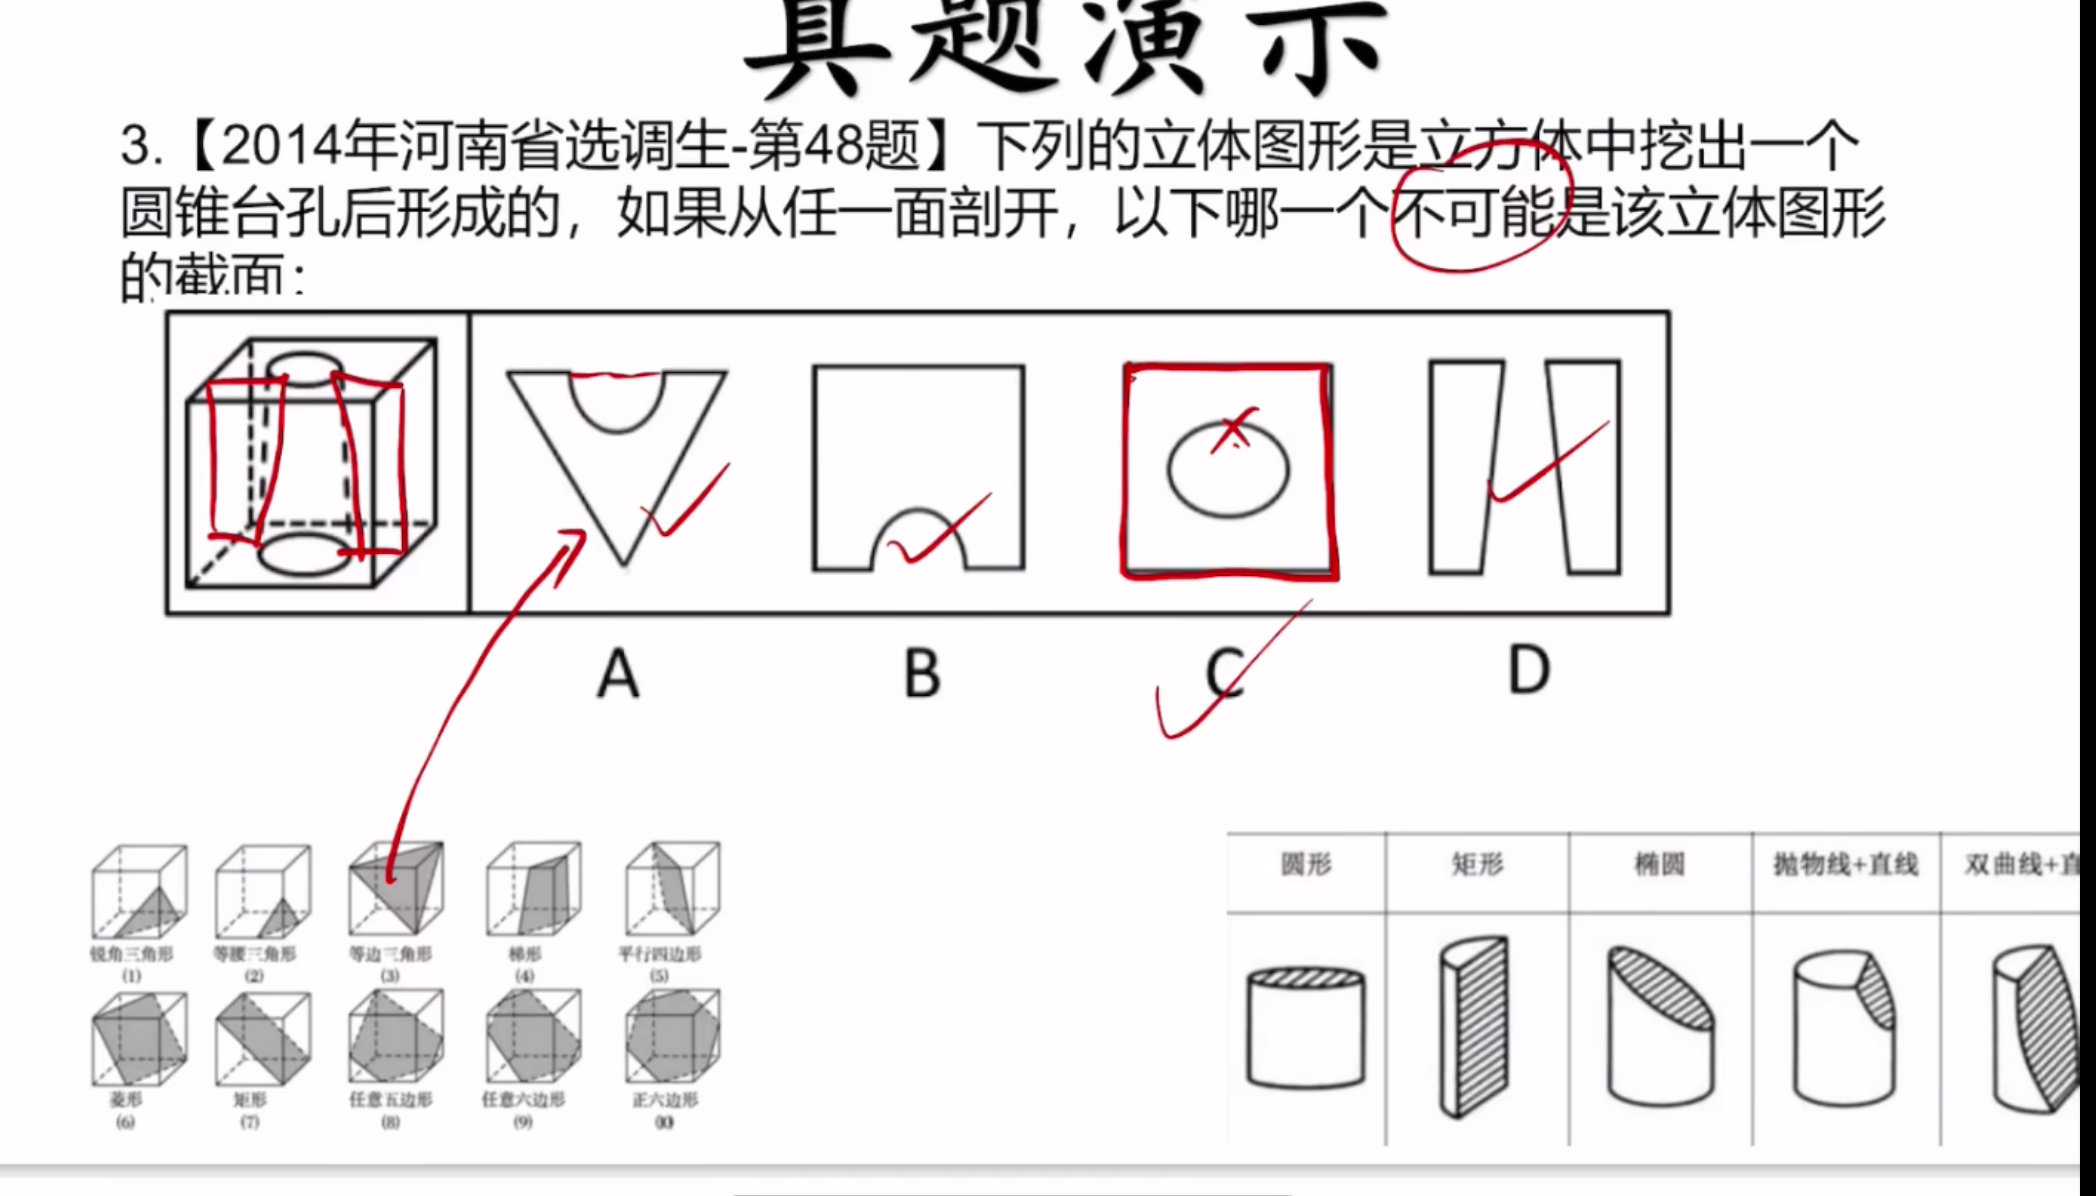 真题演示
3.【2014年河南省选调生-第48题】下列的立体图形是立方体中挖出一个
圆锥台孔后形成的，如果从任一面剖开，以下哪一个不可能是该立体图形
的截面：
A B C D
锐角三角形 等腰三角形 等边三角形 梯形 平行四边形
(1) (2) (3) (4) (5)
菱形 矩形 任意五边形 任意六边形 正六边形
(6) (7) (8) (9) (10)
圆形 矩形 椭圆 抛物线+直线 双曲线+直